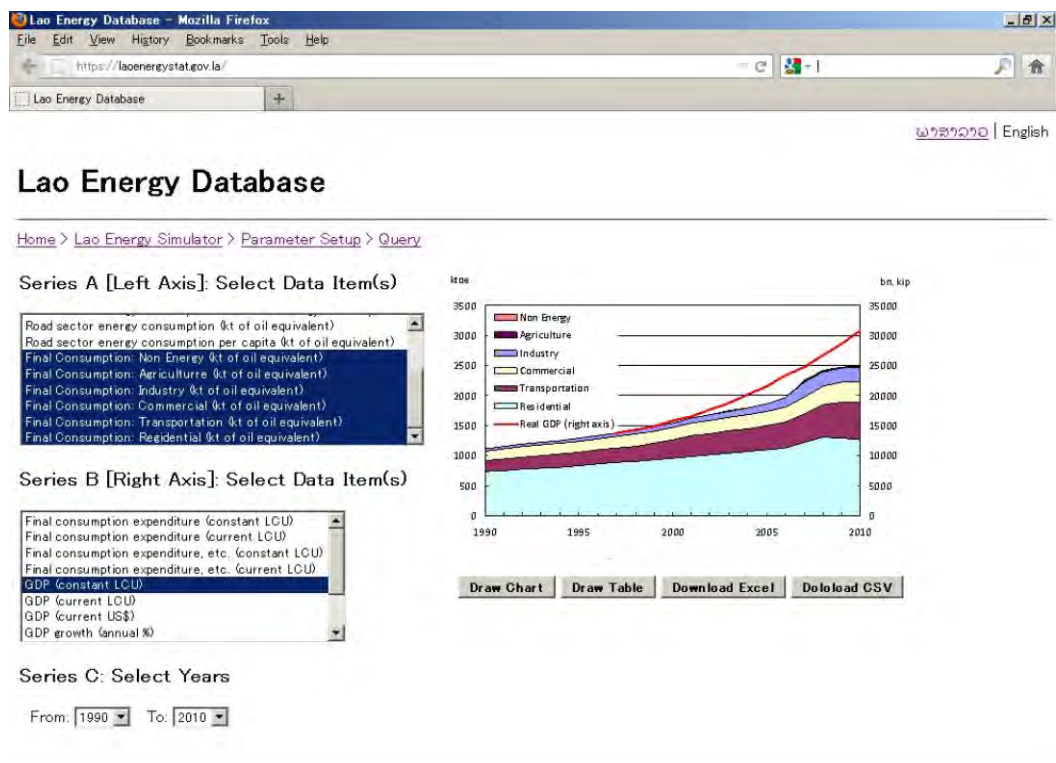 Lao Energy Database - Mozilla Firefox
File Edit View History Bookmarks Tools Help
https://laoenergystat.gov.la/
Lao Energy Database
ພາສາລາວ | English
Lao Energy Database
Home > Lao Energy Simulator > Parameter Setup > Query
Series A [Left Axis]: Select Data Item(s)
Road sector energy consumption (kt of oil equivalent)
Road sector energy consumption per capita (kt of oil equivalent)
Final Consumption: Non Energy (kt of oil equivalent)
Final Consumption: Agriculturre (kt of oil equivalent)
Final Consumption: Industry (kt of oil equivalent)
Final Consumption: Commercial (kt of oil equivalent)
Final Consumption: Transportation (kt of oil equivalent)
Final Consumption: Regidential (kt of oil equivalent)
Series B [Right Axis]: Select Data Item(s)
Final consumption expenditure (constant LCU)
Final consumption expenditure (current LCU)
Final consumption expenditure, etc. (constant LCU)
Final consumption expenditure, etc. (current LCU)
GDP (constant LCU)
GDP (current LCU)
GDP (current US$)
GDP growth (annual %)
Series C: Select Years
From: 1990 To: 2010
ktoe bn. kip
3500 35000
3000 30000
2500 25000
2000 20000
1500 15000
1000 10000
500 5000
0 0
Non Energy
Agriculture
Industry
Commercial
Transportation
Residential
Real GDP (right axis)
1990 1995 2000 2005 2010
Draw Chart Draw Table Download Excel Dololoload CSV